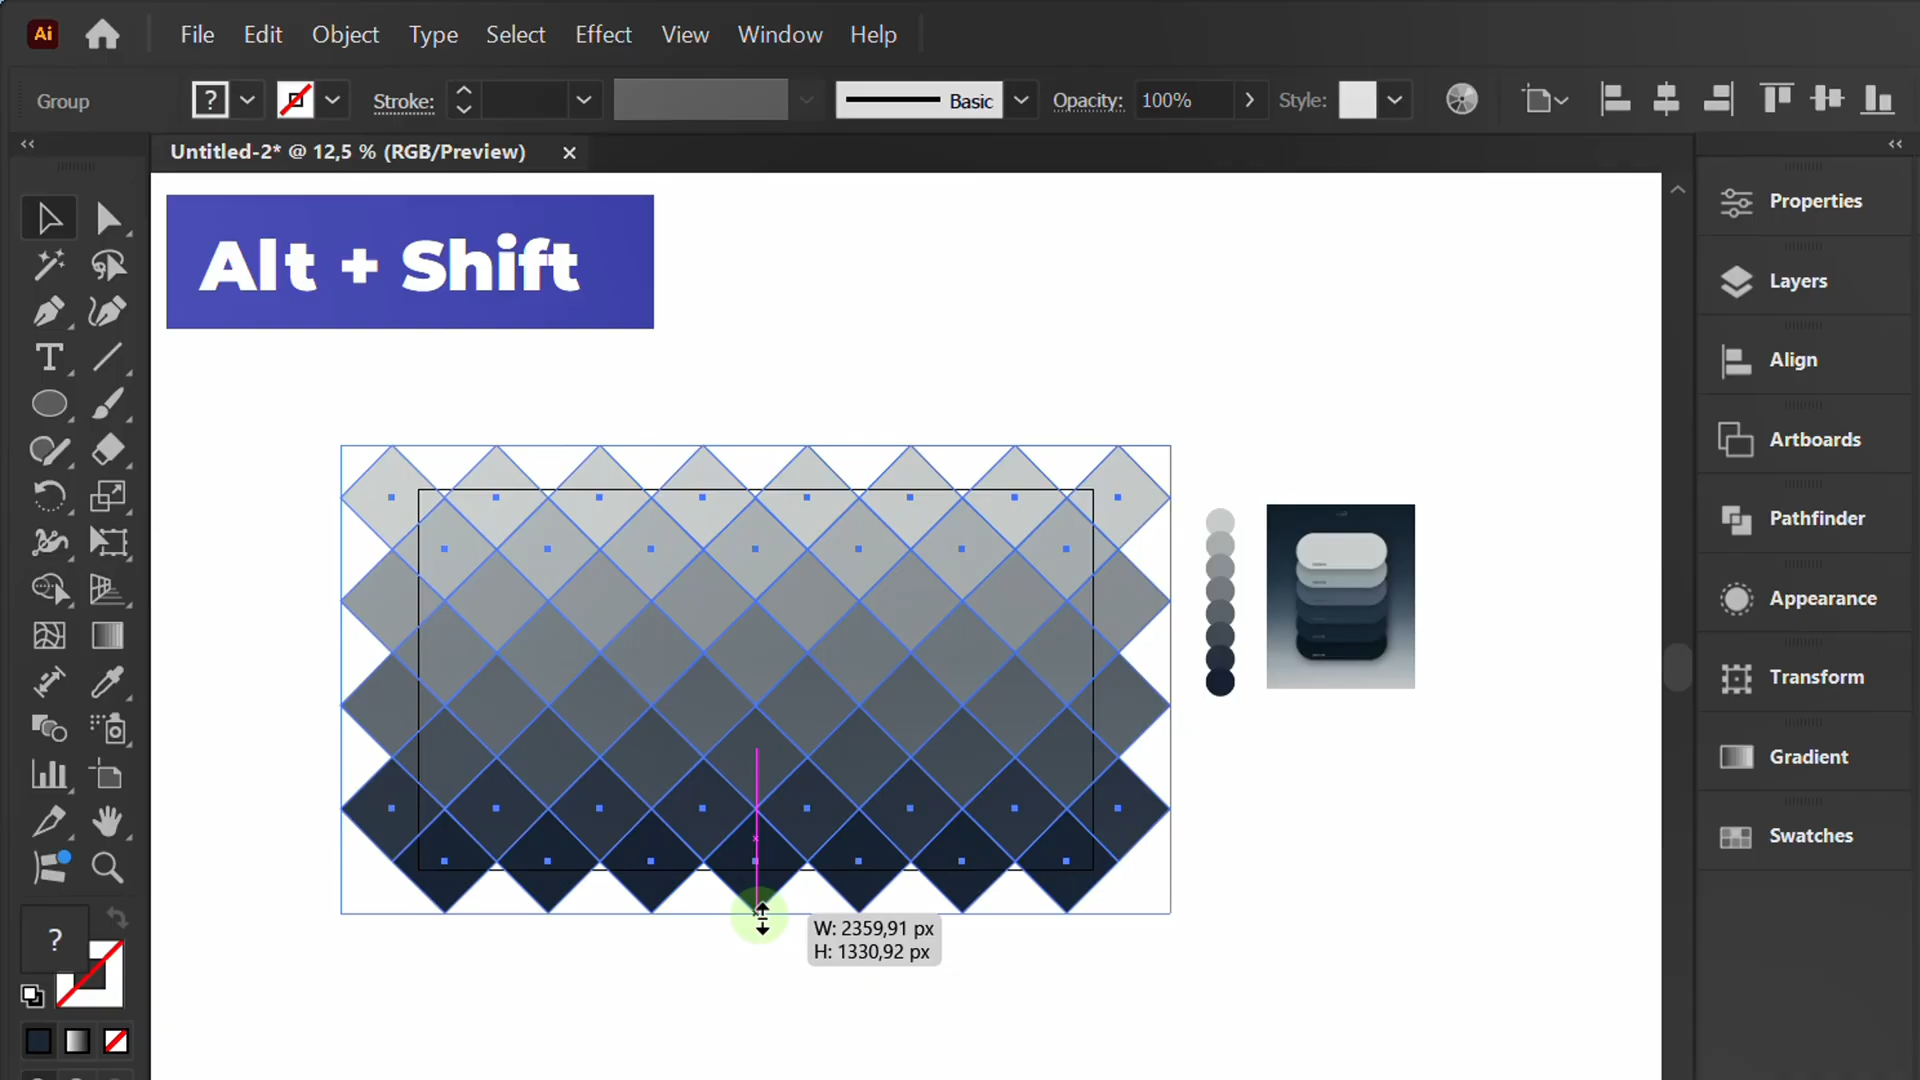 Ai File Edit Object Type Select Effect View Window Help
Group ? Stroke: Basic Opacity: 100% Style:
Untitled-2* @ 12,5 % (RGB/Preview) ×
Alt + Shift
Properties
Layers
Align
Artboards
Pathfinder
Appearance
Transform
Gradient
Swatches
W: 2359,91 px
H: 1330,92 px
?